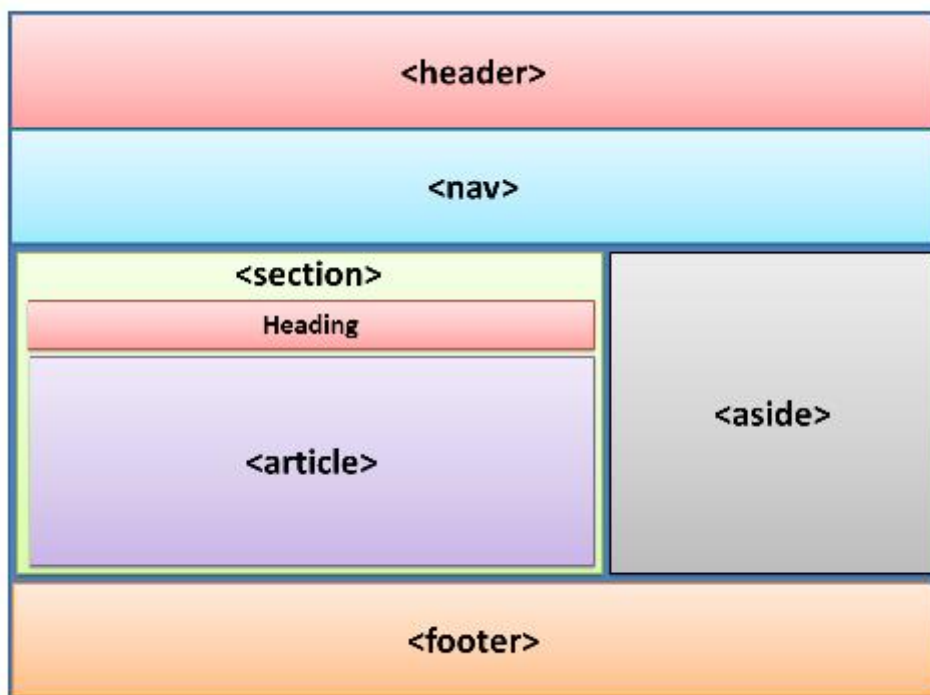 <header>
<nav>
<section>
Heading
<article>
<aside>
<footer>